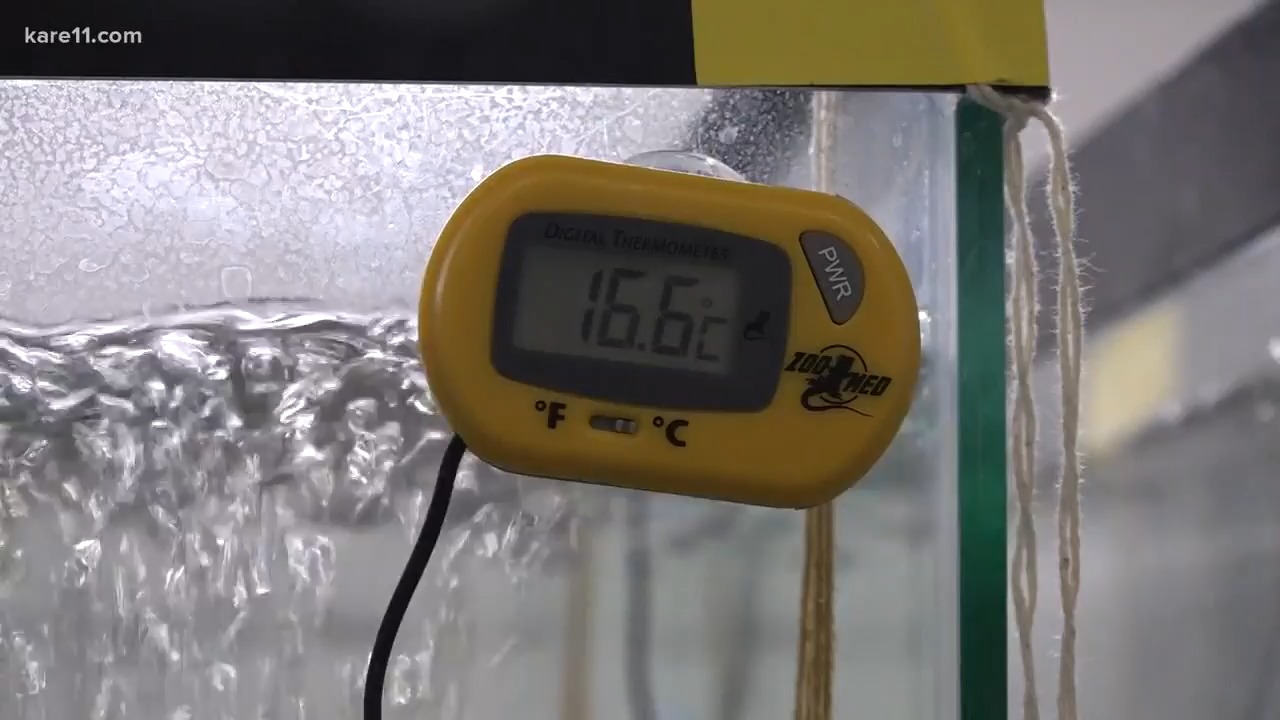 kare11.com
DIGITAL THERMOMETER
PWR
16.6°C
ZOO MED
°F °C